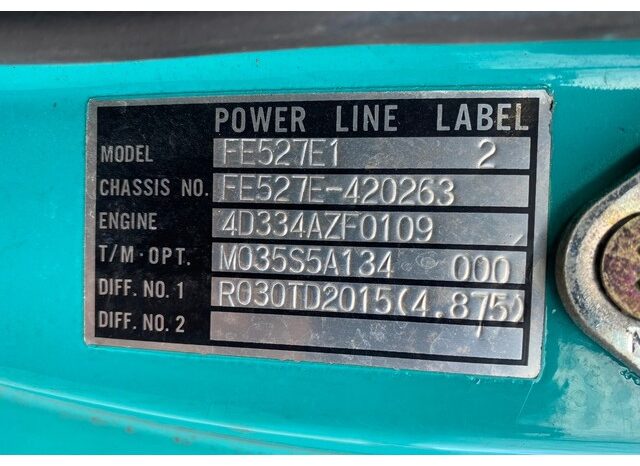 POWER LINE LABEL
MODEL FE527E1 2
CHASSIS NO. FE527E-420263
ENGINE 4D334AZF0109
T/M·OPT. M035S5A134 000
DIFF. NO. 1 R030TD2015(4.875)
DIFF. NO. 2